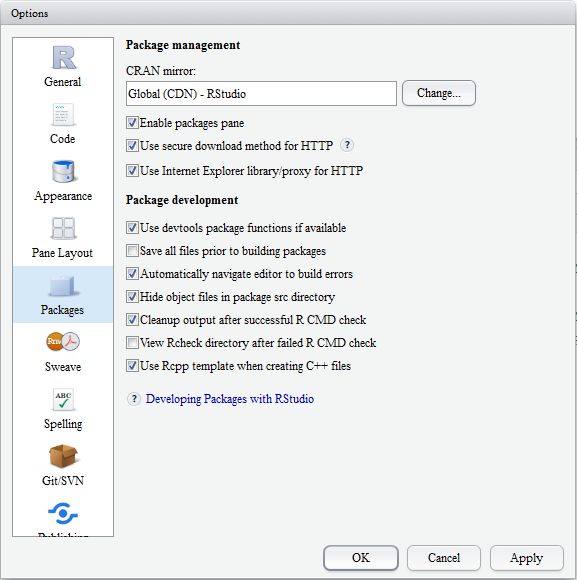 Options
General
Code
Appearance
Pane Layout
Packages
Sweave
Spelling
Git/SVN
Publishing
Package management
CRAN mirror:
Global (CDN) - RStudio
Change...
Enable packages pane
Use secure download method for HTTP ?
Use Internet Explorer library/proxy for HTTP
Package development
Use devtools package functions if available
Save all files prior to building packages
Automatically navigate editor to build errors
Hide object files in package src directory
Cleanup output after successful R CMD check
View Rcheck directory after failed R CMD check
Use Rcpp template when creating C++ files
? Developing Packages with RStudio
OK
Cancel
Apply